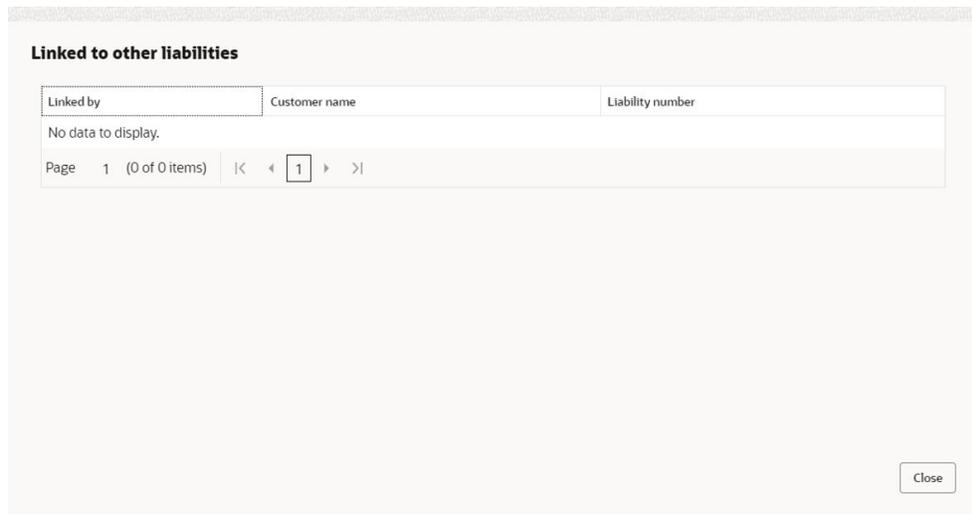 Linked to other liabilities
Linked by Customer name Liability number
No data to display.
Page 1 (0 of 0 items) 1
Close